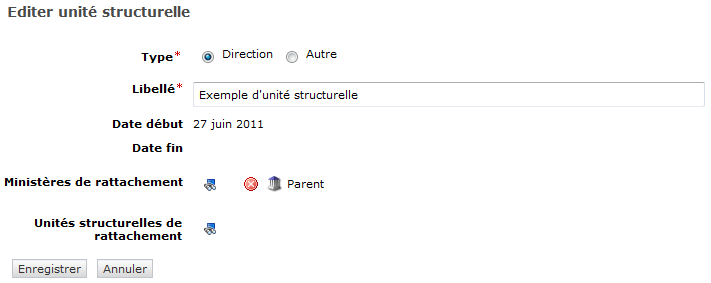 Editer unité structurelle
Type* Direction Autre
Libellé* Exemple d'unité structurelle
Date début 27 juin 2011
Date fin
Ministères de rattachement Parent
Unités structurelles de
rattachement
Enregistrer Annuler